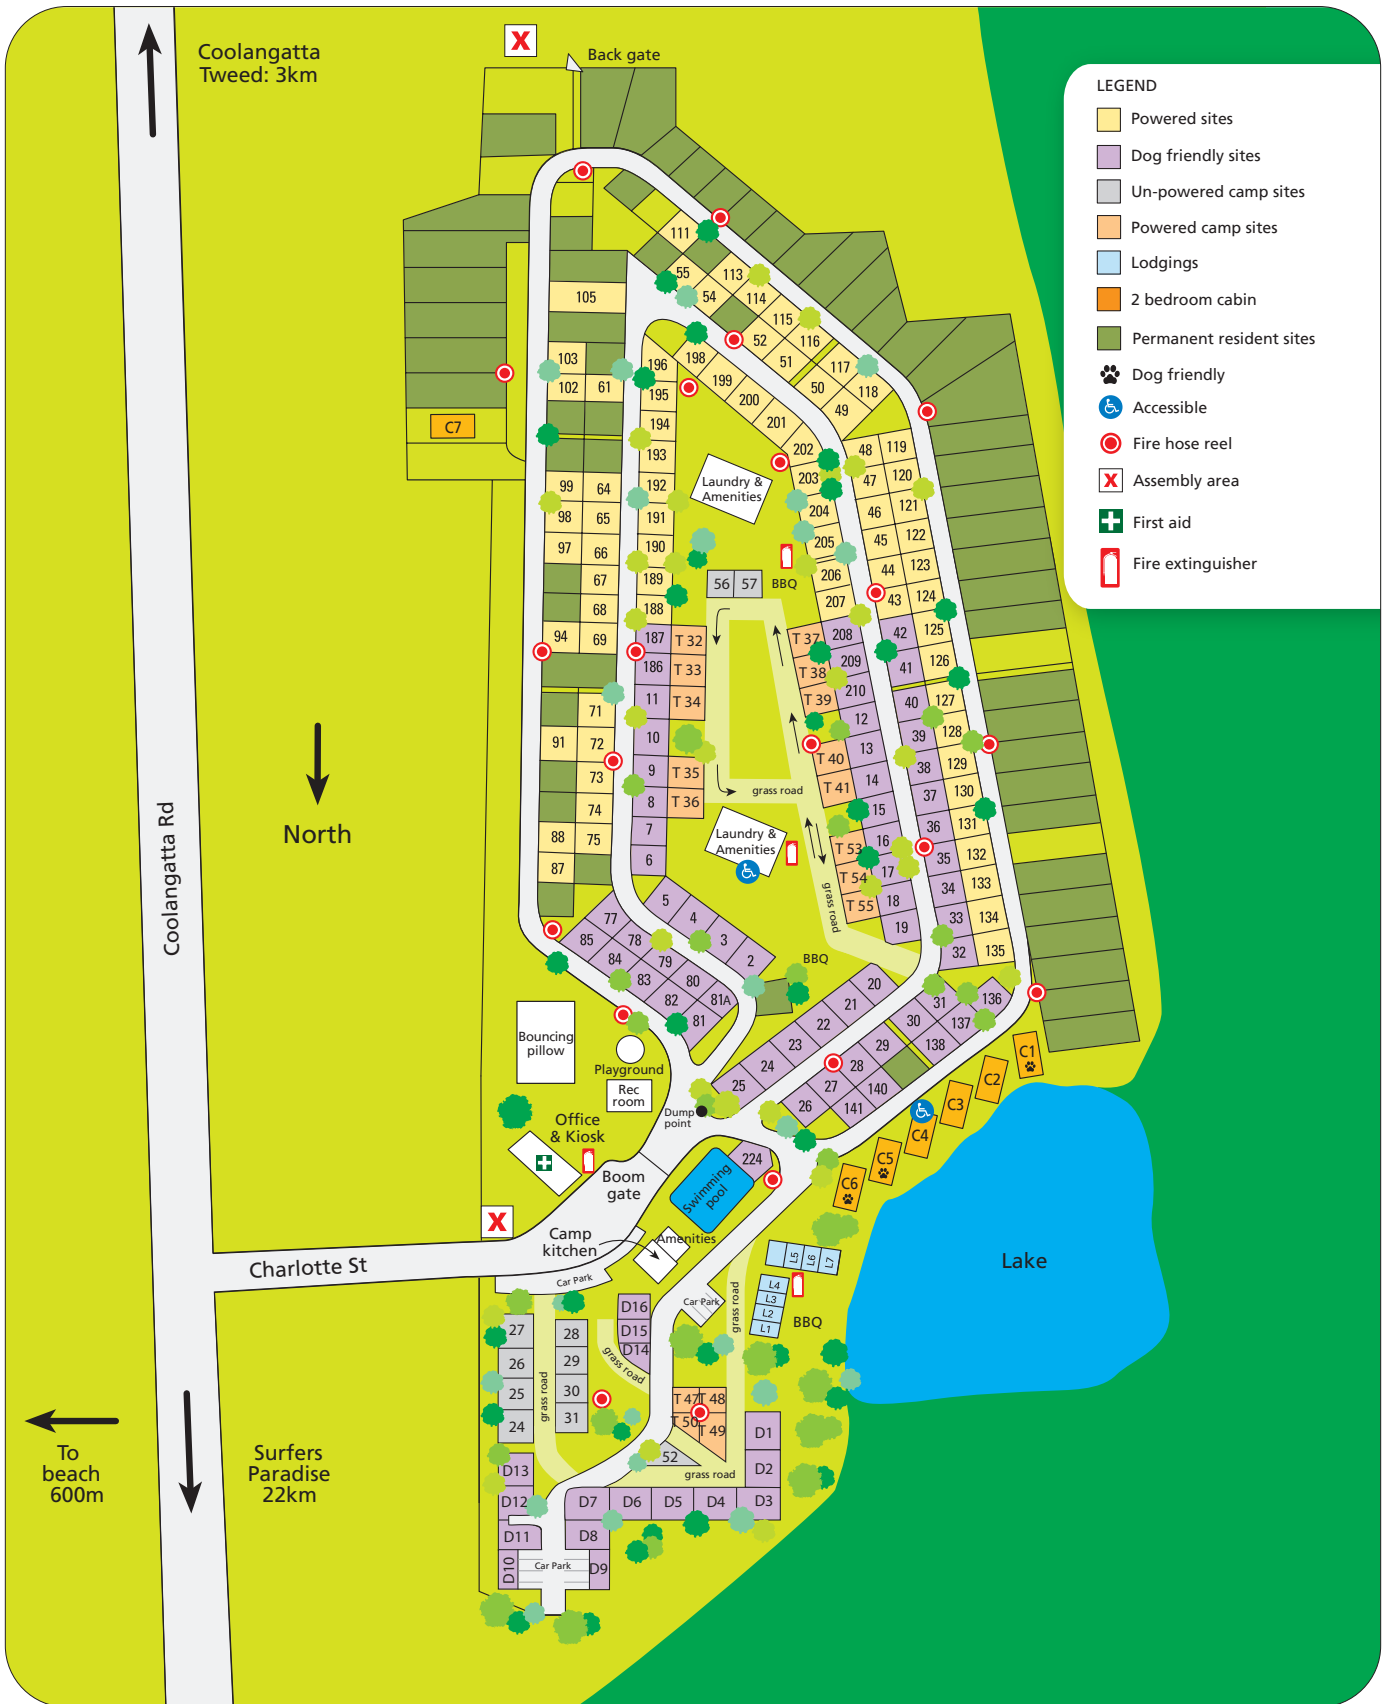 Coolangatta
Tweed: 3km
X
Back gate
LEGEND
Powered sites
Dog friendly sites
Un-powered camp sites
Powered camp sites
Lodgings
2 bedroom cabin
Permanent resident sites
Dog friendly
Accessible
Fire hose reel
X
Assembly area
First aid
Fire extinguisher
111
55
113
54
114
105
115
52
116
51
103
196
198
117
102
61
195
199
50
118
200
49
194
201
C7
193
202
48
119
99
64
192
Laundry &
Amenities
203
47
120
98
65
191
204
46
121
97
66
190
205
45
122
67
189
56
57
BBQ
206
44
123
68
188
207
43
124
94
69
187
T 32
T 37
208
42
125
186
T 33
T 38
209
41
126
71
11
T 34
T 39
210
40
127
91
72
10
12
39
128
73
9
T 35
T 40
13
38
129
74
8
T 36
grass road
T 41
14
37
130
88
75
7
Laundry &
Amenities
15
36
131
87
6
T 53
16
35
132
T 54
17
34
133
T 55
18
33
134
grass road
19
32
135
5
4
3
2
77
78
79
80
81A
85
84
83
82
81
BBQ
20
21
22
23
24
25
31
30
29
28
27
26
136
137
138
140
141
North
Coolangatta Rd
Bouncing
pillow
Playground
Rec
room
Dump
point
Office
& Kiosk
Boom
gate
C1
C2
C3
C4
C5
C6
224
Swimming
pool
X
Camp
kitchen
Amenities
Charlotte St
Car Park
Car Park
grass road
L5
L6
L7
L4
L3
L2
L1
BBQ
Lake
27
26
25
24
28
29
30
31
grass road
D16
D15
D14
grass road
T 47
T 48
T 50
T 49
52
grass road
D1
D2
D3
D4
D5
D6
D7
D8
D9
D10
D11
D12
D13
Car Park
To
beach
600m
Surfers
Paradise
22km